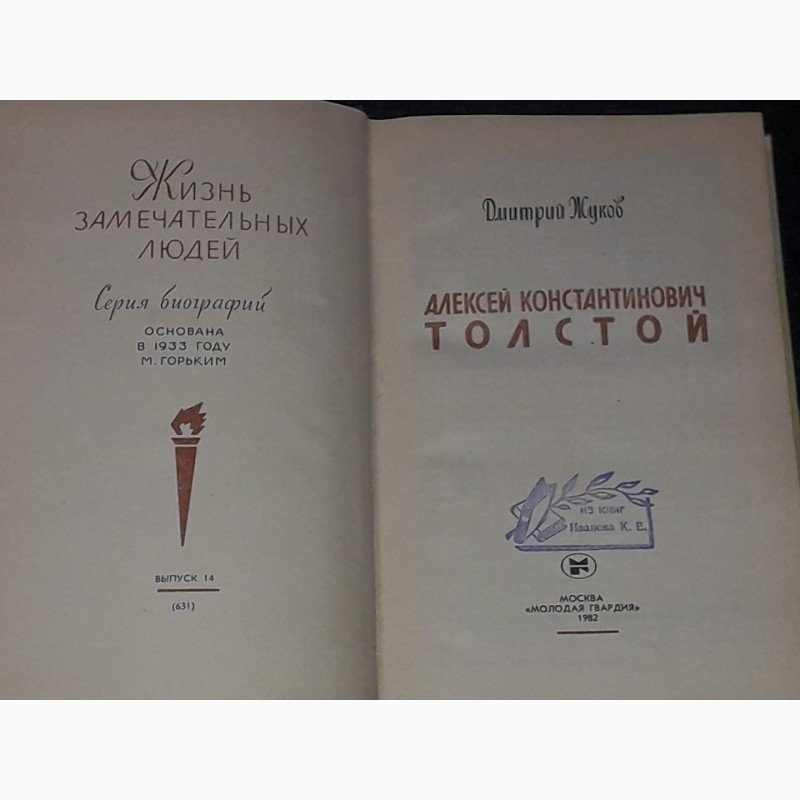 Жизнь
ЗАМЕЧАТЕЛЬНЫХ
ЛЮДЕЙ
Серия биографий
ОСНОВАНА
В 1933 ГОДУ
М. ГОРЬКИМ
ВЫПУСК 14
(631)
Дмитрий Жуков
АЛЕКСЕЙ КОНСТАНТИНОВИЧ
ТОЛСТОЙ
ИЗ КНИГ
Иванова К. Е.
МОСКВА
«МОЛОДАЯ ГВАРДИЯ»
1982